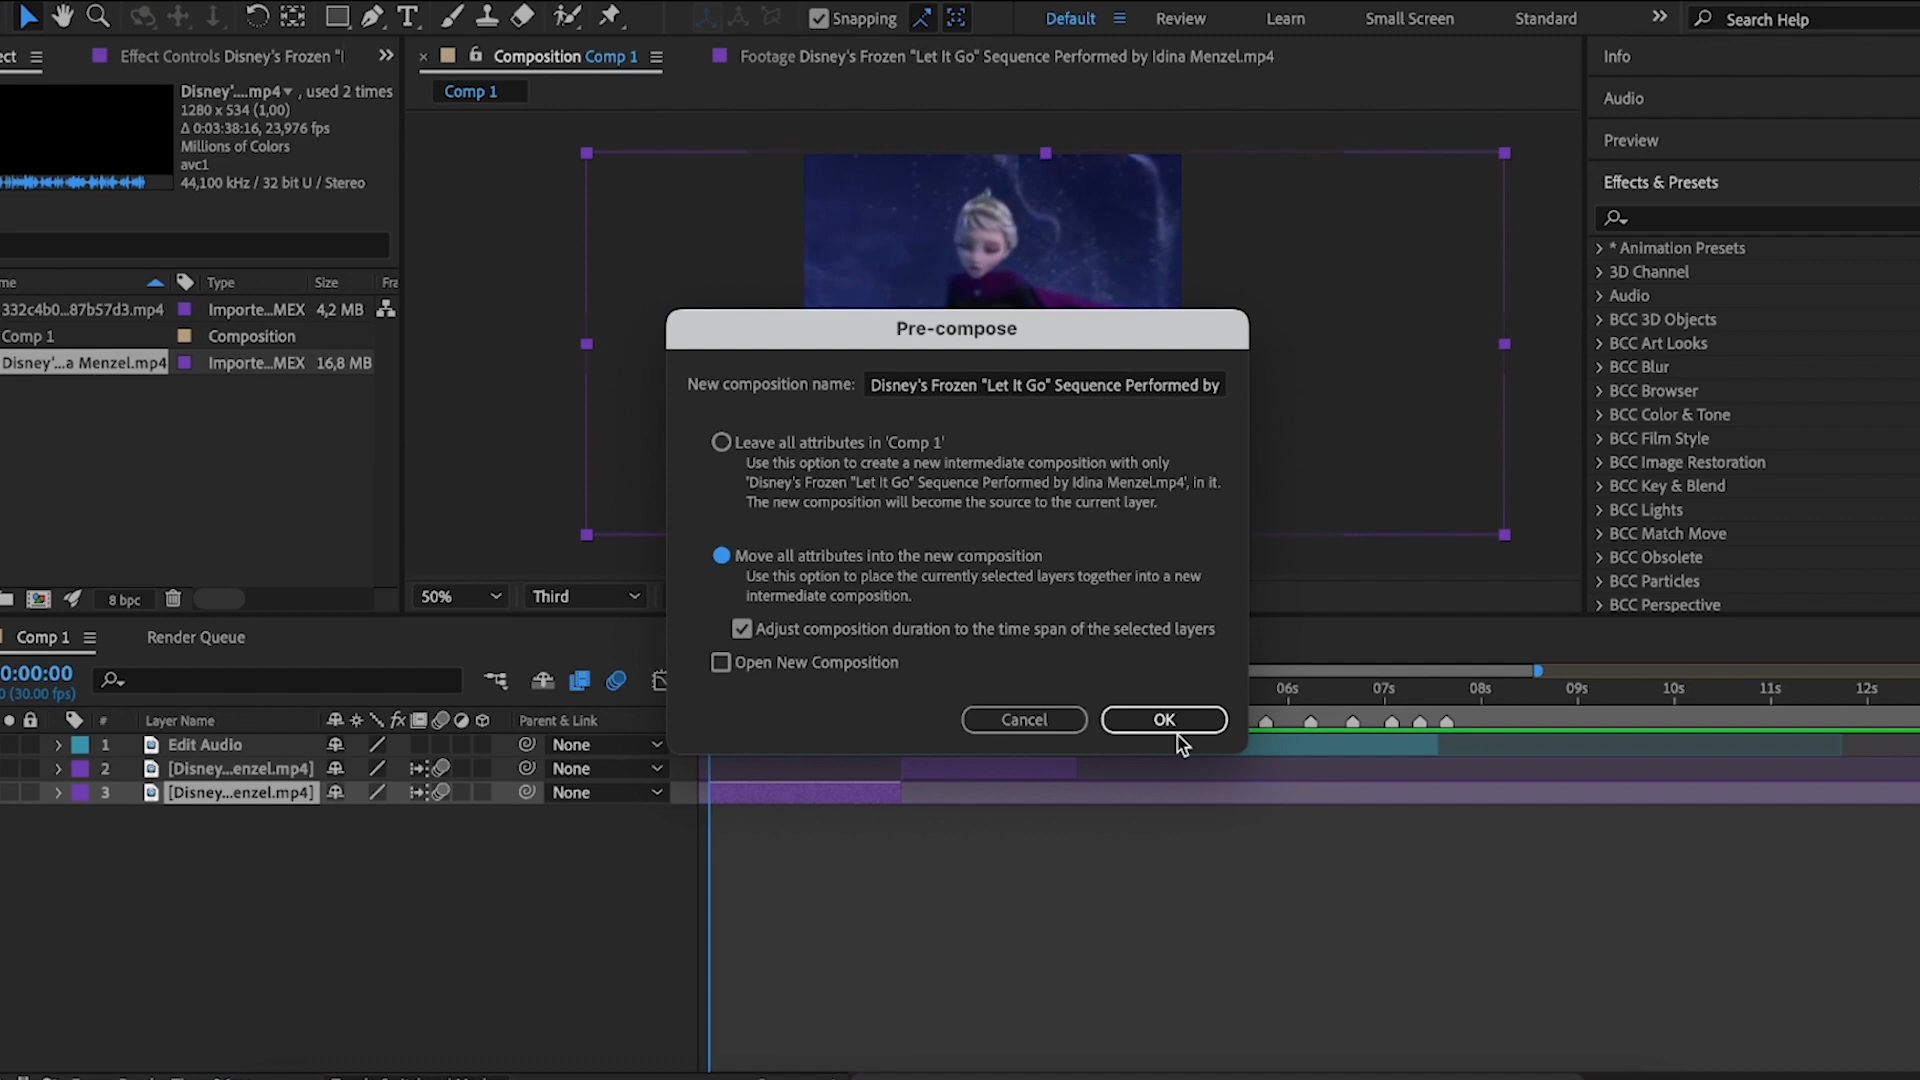 Snapping
Default
Review
Learn
Small Screen
Standard
Search Help
ect
Effect Controls Disney's Frozen "I
Composition Comp 1
Footage Disney's Frozen "Let It Go" Sequence Performed by Idina Menzel.mp4
Info
Disney'....mp4 , used 2 times
Comp 1
1280 x 534 (1,00)
Audio
Δ 0:03:38:16, 23,976 fps
Millions of Colors
Preview
avc1
44,100 kHz / 32 bit U / Stereo
Effects & Presets
* Animation Presets
3D Channel
Audio
BCC 3D Objects
BCC Art Looks
BCC Blur
BCC Browser
BCC Color & Tone
BCC Film Style
BCC Image Restoration
BCC Key & Blend
BCC Lights
BCC Match Move
BCC Obsolete
BCC Particles
BCC Perspective
me
Type
Size
Fra
332c4b0...87b57d3.mp4
Importe...MEX
4,2 MB
Comp 1
Composition
Disney'...a Menzel.mp4
Importe...MEX
16,8 MB
8 bpc
50%
Third
Pre-compose
New composition name:
Disney's Frozen "Let It Go" Sequence Performed by
Leave all attributes in 'Comp 1'
Use this option to create a new intermediate composition with only
'Disney's Frozen "Let It Go" Sequence Performed by Idina Menzel.mp4', in it.
The new composition will become the source to the current layer.
Move all attributes into the new composition
Use this option to place the currently selected layers together into a new
intermediate composition.
Adjust composition duration to the time span of the selected layers
Open New Composition
Cancel
OK
Comp 1
Render Queue
0:00:00
0 (30.00 fps)
06s
07s
08s
09s
10s
11s
12s
#
Layer Name
fx
Parent & Link
1
Edit Audio
None
2
[Disney...enzel.mp4]
None
3
[Disney...enzel.mp4]
None